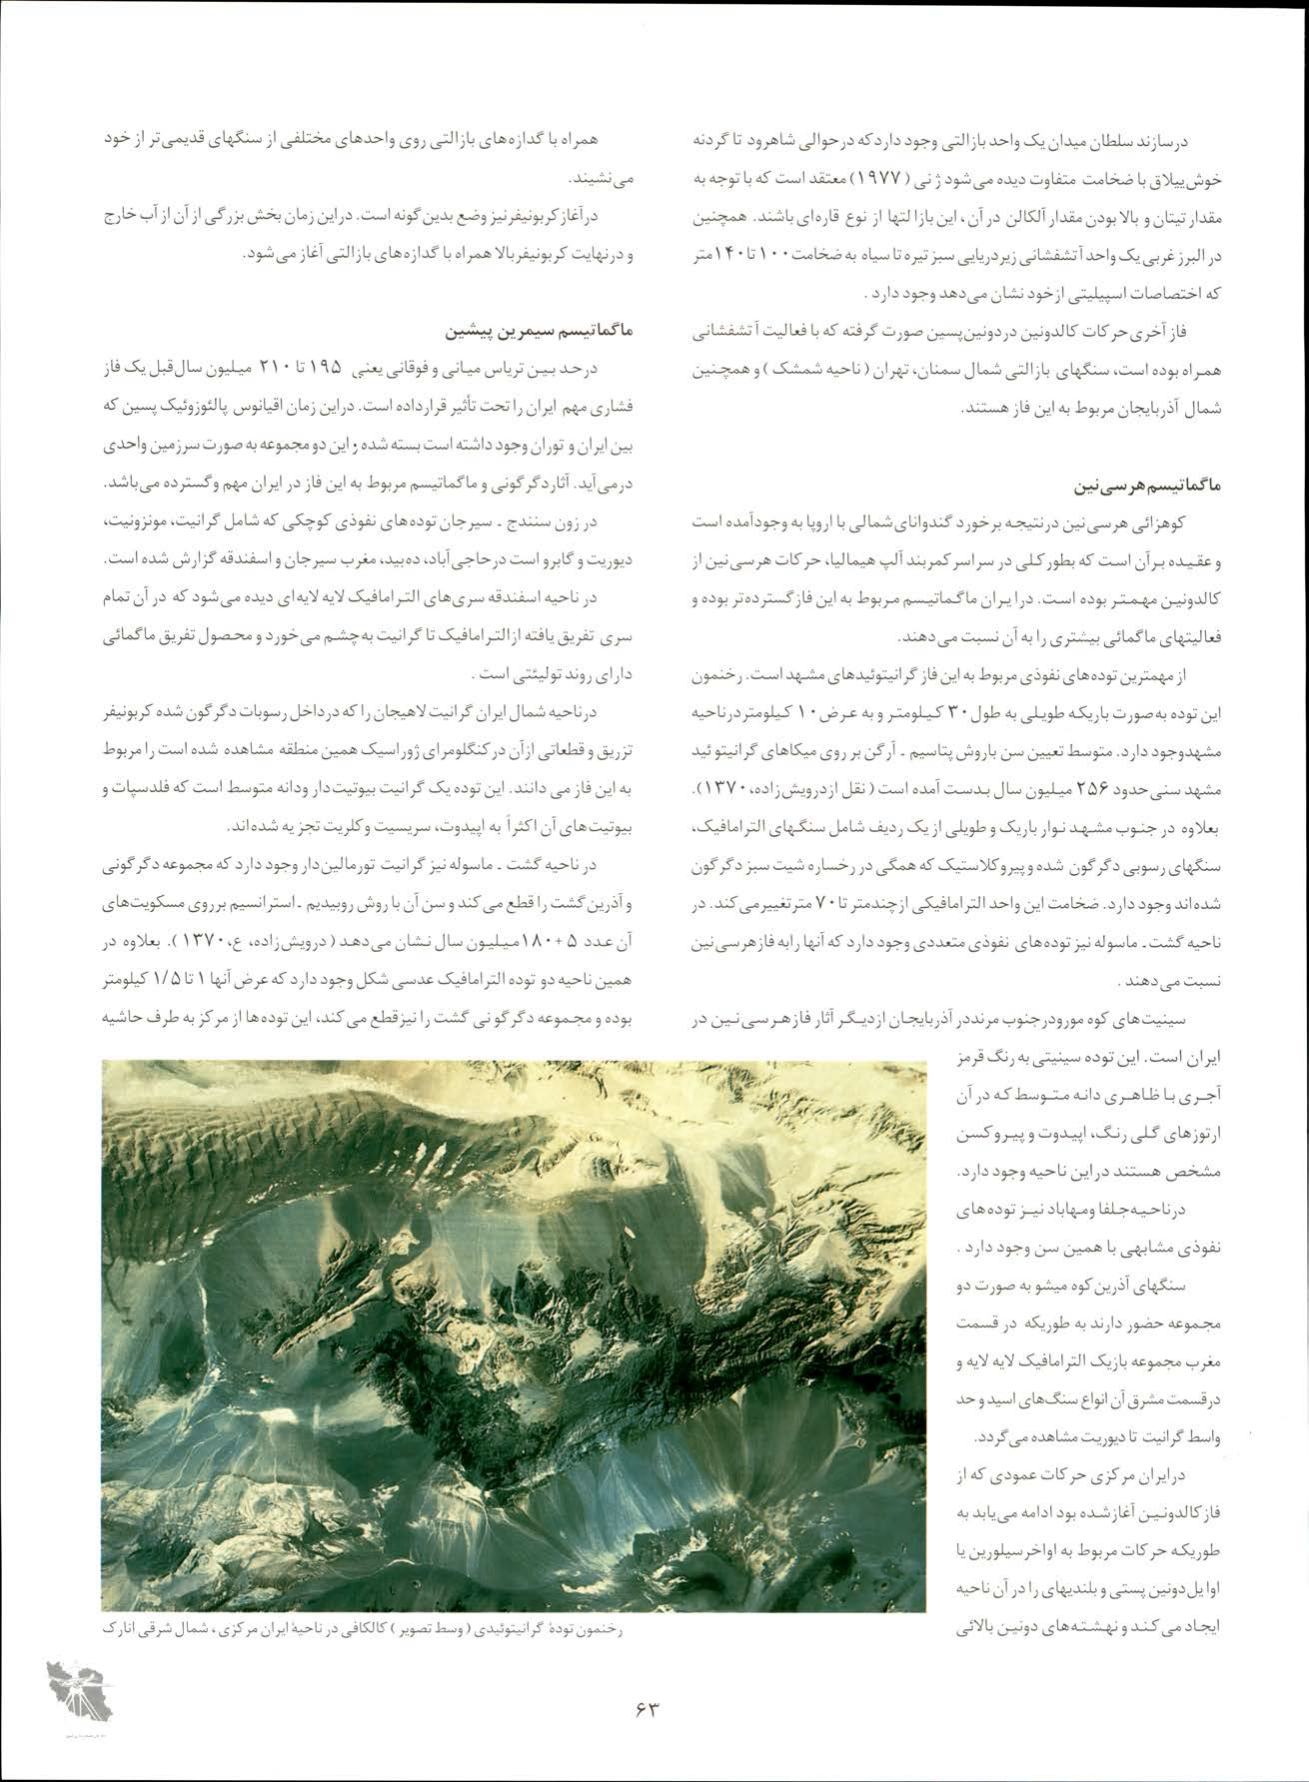 درسازند سلطان میدان یک واحد بازالتی وجود دارد که در حوالی شاهرود تا گردنه
خوش‌ییلاق با ضخامت متفاوت دیده می‌شود ژنی (۱۹۷۷) معتقد است که با توجه به
مقدار تیتان و بالا بودن مقدار آلکالن در آن، این بازالتها از نوع قاره‌ای باشند. همچنین
در البرز غربی یک واحد آتشفشانی زیردریایی سبز تیره تا سیاه به ضخامت ۱۰۰ تا ۱۴۰ متر
که اختصاصات اسپیلیتی ازخود نشان می‌دهد وجود دارد .
فاز آخری حرکات کالدونین دردونین‌پسین صورت گرفته که با فعالیت آتشفشانی
همراه بوده است، سنگهای بازالتی شمال سمنان، تهران (ناحیه شمشک) و همچنین
شمال آذربایجان مربوط به این فاز هستند.
ماگماتیسم هرسی‌نین
کوهزائی هرسی‌نین درنتیجه برخورد گندوانای شمالی با اروپا به وجودآمده است
و عقیده برآن است که بطورکلی در سراسر کمربند آلپ هیمالیا، حرکات هرسی‌نین از
کالدونین مهمتر بوده است. درایران ماگماتیسم مربوط به این فاز گسترده‌تر بوده و
فعالیتهای ماگمائی بیشتری را به آن نسبت می‌دهند.
از مهمترین توده‌های نفوذی مربوط به این فاز گرانیتوئیدهای مشهد است. رخنمون
این توده به‌صورت باریکه طویلی به طول ۳۰ کیلومتر و به عرض ۱۰ کیلومتر درناحیه
مشهدوجود دارد. متوسط تعیین سن باروش پتاسیم ـ آرگن بر روی میکاهای گرانیتوئید
مشهد سنی حدود ۲۵۶ میلیون سال بدست آمده است (نقل ازدرویش‌زاده، ۱۳۷۰).
بعلاوه در جنوب مشهد نوار باریک و طویلی از یک ردیف شامل سنگهای الترامافیک،
سنگهای رسوبی دگرگون شده و پیروکلاستیک که همگی در رخساره شیت سبز دگرگون
شده‌اند وجود دارد. ضخامت این واحد الترامافیکی ازچندمتر تا ۷۰ مترتغییرمی‌کند. در
ناحیه گشت ـ ماسوله نیز توده‌های نفوذی متعددی وجود دارد که آنها رابه فازهرسی‌نین
نسبت می‌دهند .
سینیت‌های کوه مورودرجنوب مرنددر آذربایجان ازدیگر آثار فازهرسی‌نین در
ایران است. این توده سینیتی به رنگ قرمز
آجری با ظاهری دانه متوسط که در آن
ارتوزهای گلی رنگ، اپیدوت و پیروکسن
مشخص هستند دراین ناحیه وجود دارد.
درناحیه‌جلفا ومهاباد نیز توده‌های
نفوذی مشابهی با همین سن وجود دارد .
سنگهای آذرین کوه میشو به صورت دو
مجموعه حضور دارند به طوریکه در قسمت
مغرب مجموعه بازیک الترامافیک لایه لایه و
درقسمت مشرق آن انواع سنگ‌های اسید و حد
واسط گرانیت تا دیوریت مشاهده می‌گردد.
درایران مرکزی حرکات عمودی که از
فاز کالدونین آغازشده بود ادامه می‌یابد به
طوریکه حرکات مربوط به اواخرسیلورین یا
اوایل‌دونین پستی و بلندیهای را در آن ناحیه
ایجاد می‌کند و نهشته‌های دونین بالائی
همراه با گدازه‌های بازالتی روی واحدهای مختلفی از سنگهای قدیمی‌تر از خود
می‌نشیند.
درآغاز کربونیفرنیز وضع بدین گونه است. دراین زمان بخش بزرگی از آن از آب خارج
و درنهایت کربونیفربالا همراه با گدازه‌های بازالتی آغاز می‌شود.
ماگماتیسم سیمرین پیشین
درحد بین تریاس میانی و فوقانی یعنی ۱۹۵ تا ۲۱۰ میلیون سال‌قبل یک فاز
فشاری مهم ایران راتحت تأثیر قرارداده است. دراین زمان اقیانوس پالئوزوئیک پسین که
بین ایران و توران وجود داشته است بسته شده و این دو مجموعه به صورت سرزمین واحدی
درمی‌آید. آثاردگرگونی و ماگماتیسم مربوط به این فاز در ایران مهم وگسترده می‌باشد.
در زون سنندج ـ سیرجان توده‌های نفوذی کوچکی که شامل گرانیت، مونزونیت،
دیوریت و گابرو است درحاجی‌آباد، ده‌بید، مغرب سیرجان و اسفندقه گزارش شده است.
در ناحیه اسفندقه سری‌های الترامافیک لایه لایه‌ای دیده می‌شود که در آن تمام
سری تفریق یافته ازالترامافیک تا گرانیت به‌چشم می‌خورد و محصول تفریق ماگمائی
دارای روند تولیئتی است .
درناحیه شمال ایران گرانیت لاهیجان را که درداخل رسوبات دگرگون شده کربونیفر
تزریق و قطعاتی ازآن در کنگلومرای ژوراسیک همین منطقه مشاهده شده است را مربوط
به این فاز می دانند. این توده یک گرانیت بیوتیت‌دار ودانه متوسط است که فلدسپات و
بیوتیت‌های آن اکثراً به اپیدوت، سریسیت وکلریت تجزیه شده‌اند.
در ناحیه گشت ـ ماسوله نیز گرانیت تورمالین‌دار وجود دارد که مجموعه دگرگونی
و آذرین گشت را قطع می‌کند و سن آن با روش روبیدیم ـ استرانسیم برروی مسکویت‌های
آن عدد ۵+۱۸۰ میلیون سال نشان می‌دهد (درویش‌زاده، ع، ۱۳۷۰). بعلاوه در
همین ناحیه دو توده الترامافیک عدسی شکل وجود دارد که عرض آنها ۱ تا ۱/۵ کیلومتر
بوده و مجموعه دگرگونی گشت را نیزقطع می‌کند، این توده‌ها از مرکز به طرف حاشیه
رخنمون تودهٔ گرانیتوئیدی (وسط تصویر) کالکافی در ناحیهٔ ایران مرکزی، شمال شرقی انارک
۶۳